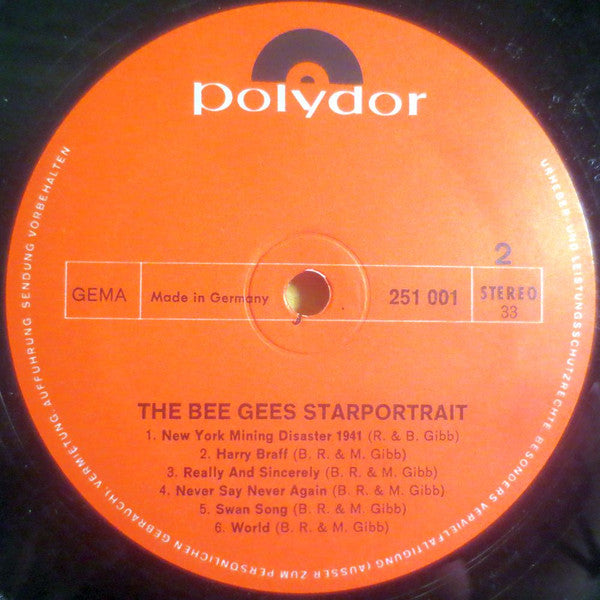 polydor
GEMA
Made in Germany
251 001
2
STEREO
33
THE BEE GEES STARPORTRAIT
1. New York Mining Disaster 1941 (R. & B. Gibb)
2. Harry Braff (B. R. & M. Gibb)
3. Really And Sincerely (B. R. & M. Gibb)
4. Never Say Never Again (B. R. & M. Gibb)
5. Swan Song (B. R. & M. Gibb)
6. World (B. R. & M. Gibb)
URHEBER- UND LEISTUNGSSCHUTZRECHTE BESONDERS VERVIELFÄLTIGUNG (AUSSER ZUM PERSÖNLICHEN GEBRAUCH), VERMIETUNG, AUFFÜHRUNG, SENDUNG VORBEHALTEN